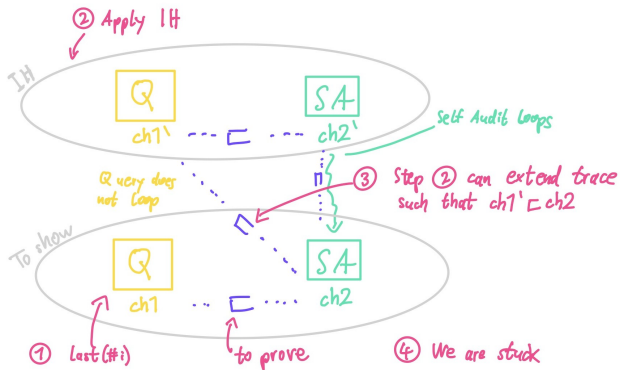 ② Apply IH
IH
Q
SA
ch1'
⊏
ch2'
Self Audit loops
Query does
not loop
⊏
③ Step ② can extend trace
such that ch1' ⊏ ch2
⊏
To show
Q
SA
ch1
⊏
ch2
① last(#i)
to prove
④ We are stuck